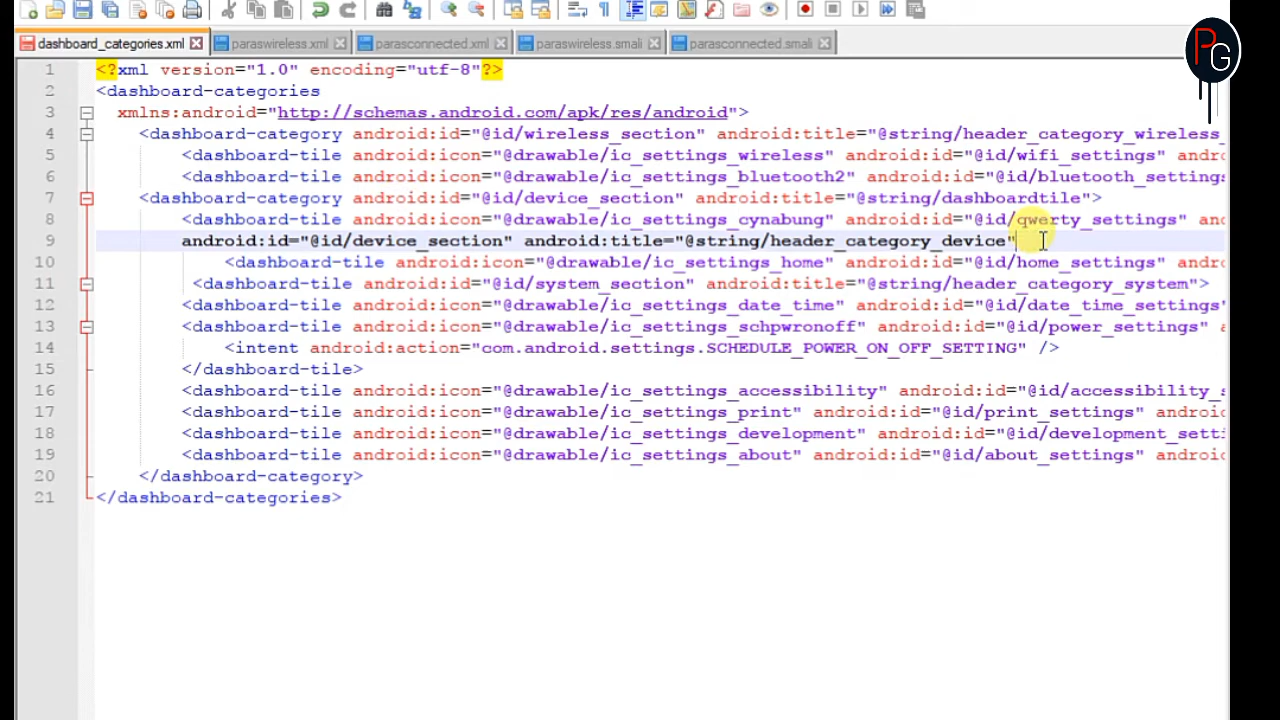 dashboard_categories.xml paraswireless.xml parasconnected.xml paraswireless.smali parasconnected.smali
PG
1 <?xml version="1.0" encoding="utf-8"?>
2 <dashboard-categories
3 xmlns:android="http://schemas.android.com/apk/res/android">
4 <dashboard-category android:id="@id/wireless_section" android:title="@string/header_category_wireless
5 <dashboard-tile android:icon="@drawable/ic_settings_wireless" android:id="@id/wifi_settings" andro
6 <dashboard-tile android:icon="@drawable/ic_settings_bluetooth2" android:id="@id/bluetooth_settings
7 <dashboard-category android:id="@id/device_section" android:title="@string/dashboardtile">
8 <dashboard-tile android:icon="@drawable/ic_settings_cynabung" android:id="@id/qwerty_settings" and
9 android:id="@id/device_section" android:title="@string/header_category_device"
10 <dashboard-tile android:icon="@drawable/ic_settings_home" android:id="@id/home_settings" andro
11 <dashboard-tile android:id="@id/system_section" android:title="@string/header_category_system">
12 <dashboard-tile android:icon="@drawable/ic_settings_date_time" android:id="@id/date_time_settings"
13 <dashboard-tile android:icon="@drawable/ic_settings_schpwronoff" android:id="@id/power_settings" a
14 <intent android:action="com.android.settings.SCHEDULE_POWER_ON_OFF_SETTING" />
15 </dashboard-tile>
16 <dashboard-tile android:icon="@drawable/ic_settings_accessibility" android:id="@id/accessibility_s
17 <dashboard-tile android:icon="@drawable/ic_settings_print" android:id="@id/print_settings" android
18 <dashboard-tile android:icon="@drawable/ic_settings_development" android:id="@id/development_setti
19 <dashboard-tile android:icon="@drawable/ic_settings_about" android:id="@id/about_settings" android
20 </dashboard-category>
21 </dashboard-categories>